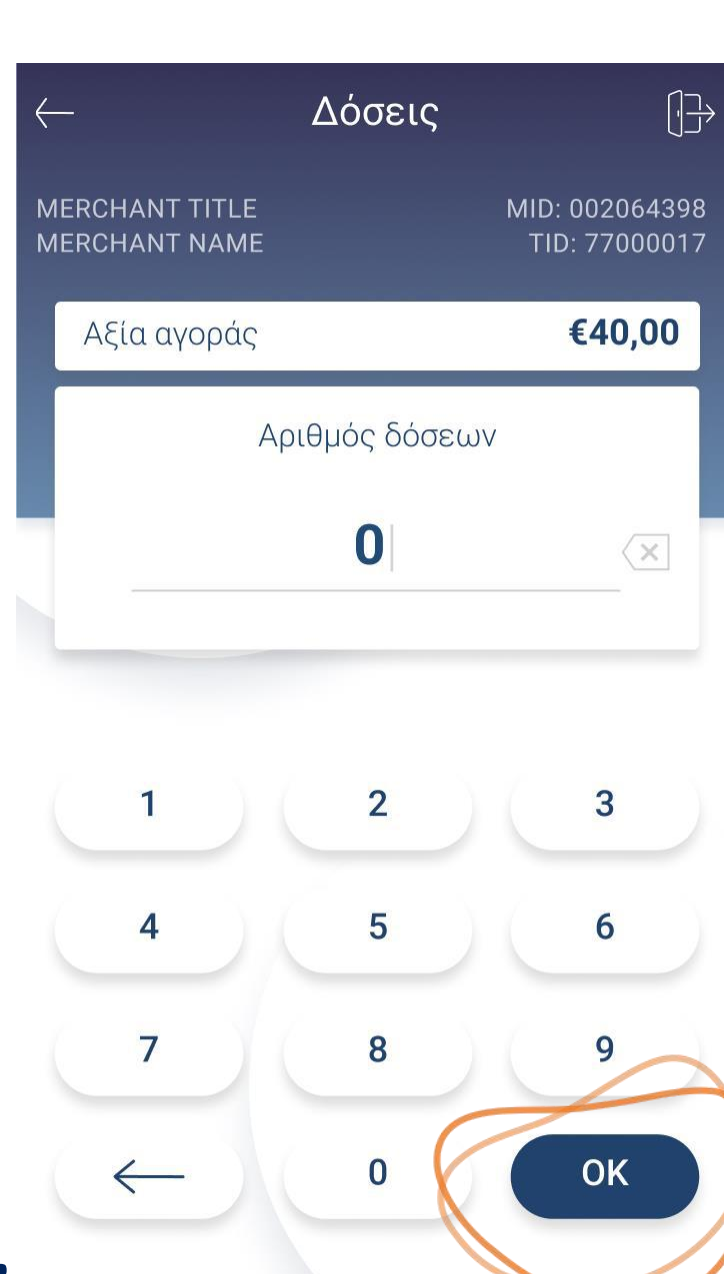 Δόσεις
MERCHANT TITLE MID: 002064398
MERCHANT NAME TID: 77000017
Αξία αγοράς €40,00
Αριθμός δόσεων
0
1 2 3
4 5 6
7 8 9
0 OK